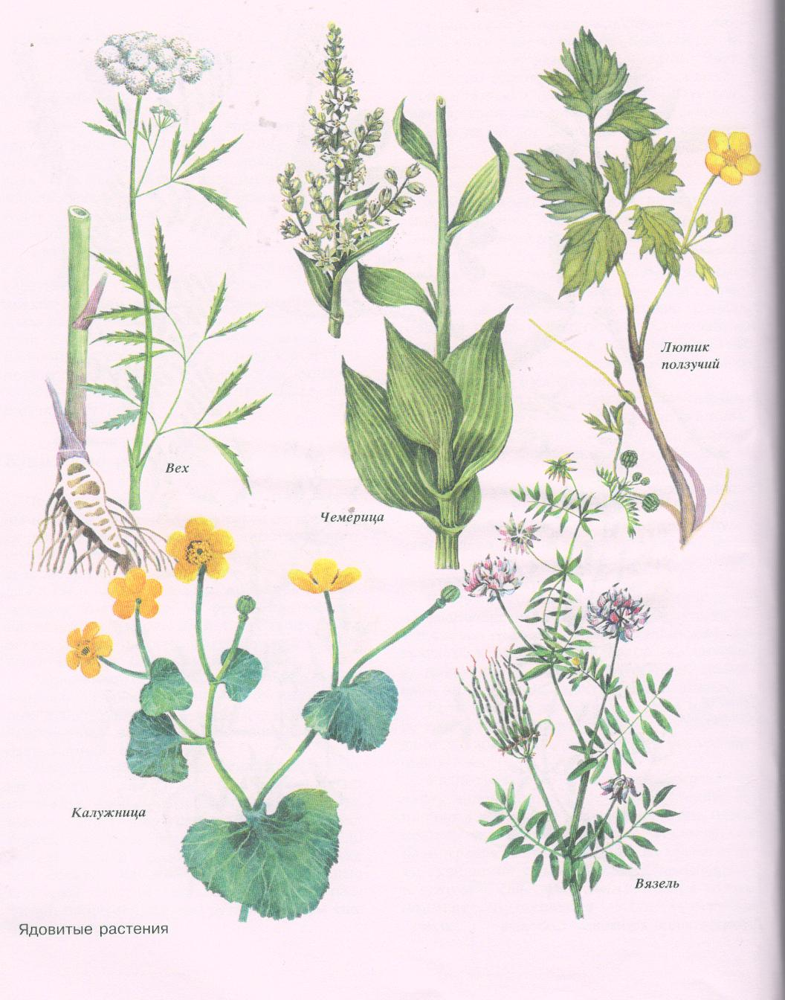 Лютик
ползучий
Вех
Чемерица
Калужница
Вязель
Ядовитые растения